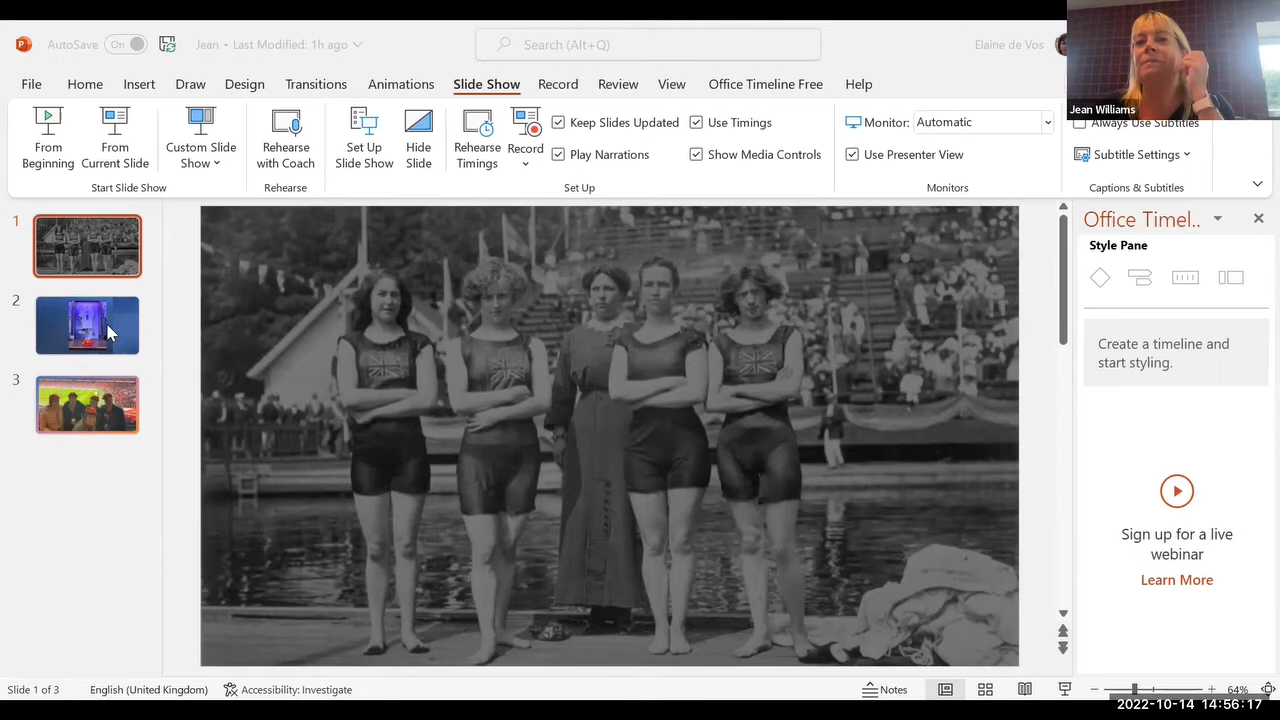 AutoSave On Jean • Last Modified: 1h ago Search (Alt+Q) Elaine de Vos
Jean Williams
File Home Insert Draw Design Transitions Animations Slide Show Record Review View Office Timeline Free Help
From Beginning
From Current Slide
Custom Slide Show
Start Slide Show
Rehearse with Coach
Rehearse
Set Up Slide Show
Hide Slide
Rehearse Timings
Record
Keep Slides Updated
Play Narrations
Use Timings
Show Media Controls
Set Up
Monitor: Automatic
Use Presenter View
Monitors
Always Use Subtitles
Subtitle Settings
Captions & Subtitles
1
2
3
Office Timel..
Style Pane
Create a timeline and
start styling.
Sign up for a live
webinar
Learn More
Slide 1 of 3 English (United Kingdom) Accessibility: Investigate Notes 64%
2022-10-14 14:56:17